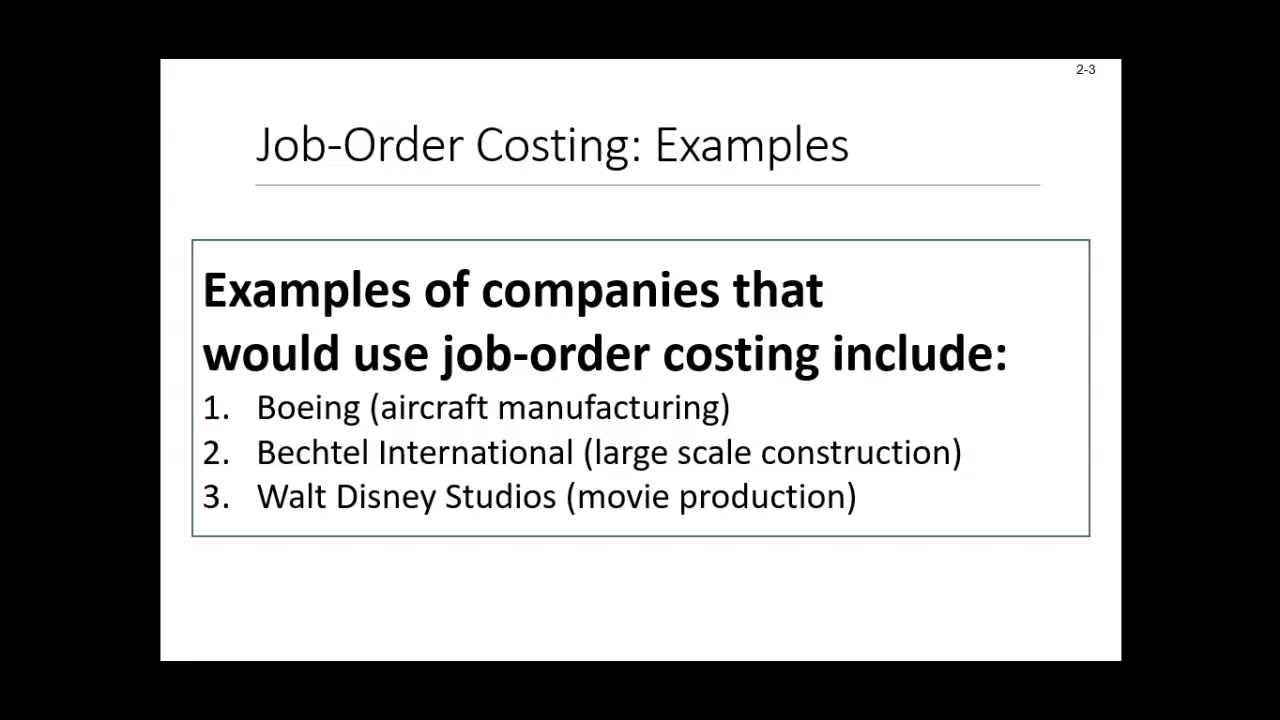 2-3
Job-Order Costing: Examples
Examples of companies that
would use job-order costing include:
1. Boeing (aircraft manufacturing)
2. Bechtel International (large scale construction)
3. Walt Disney Studios (movie production)